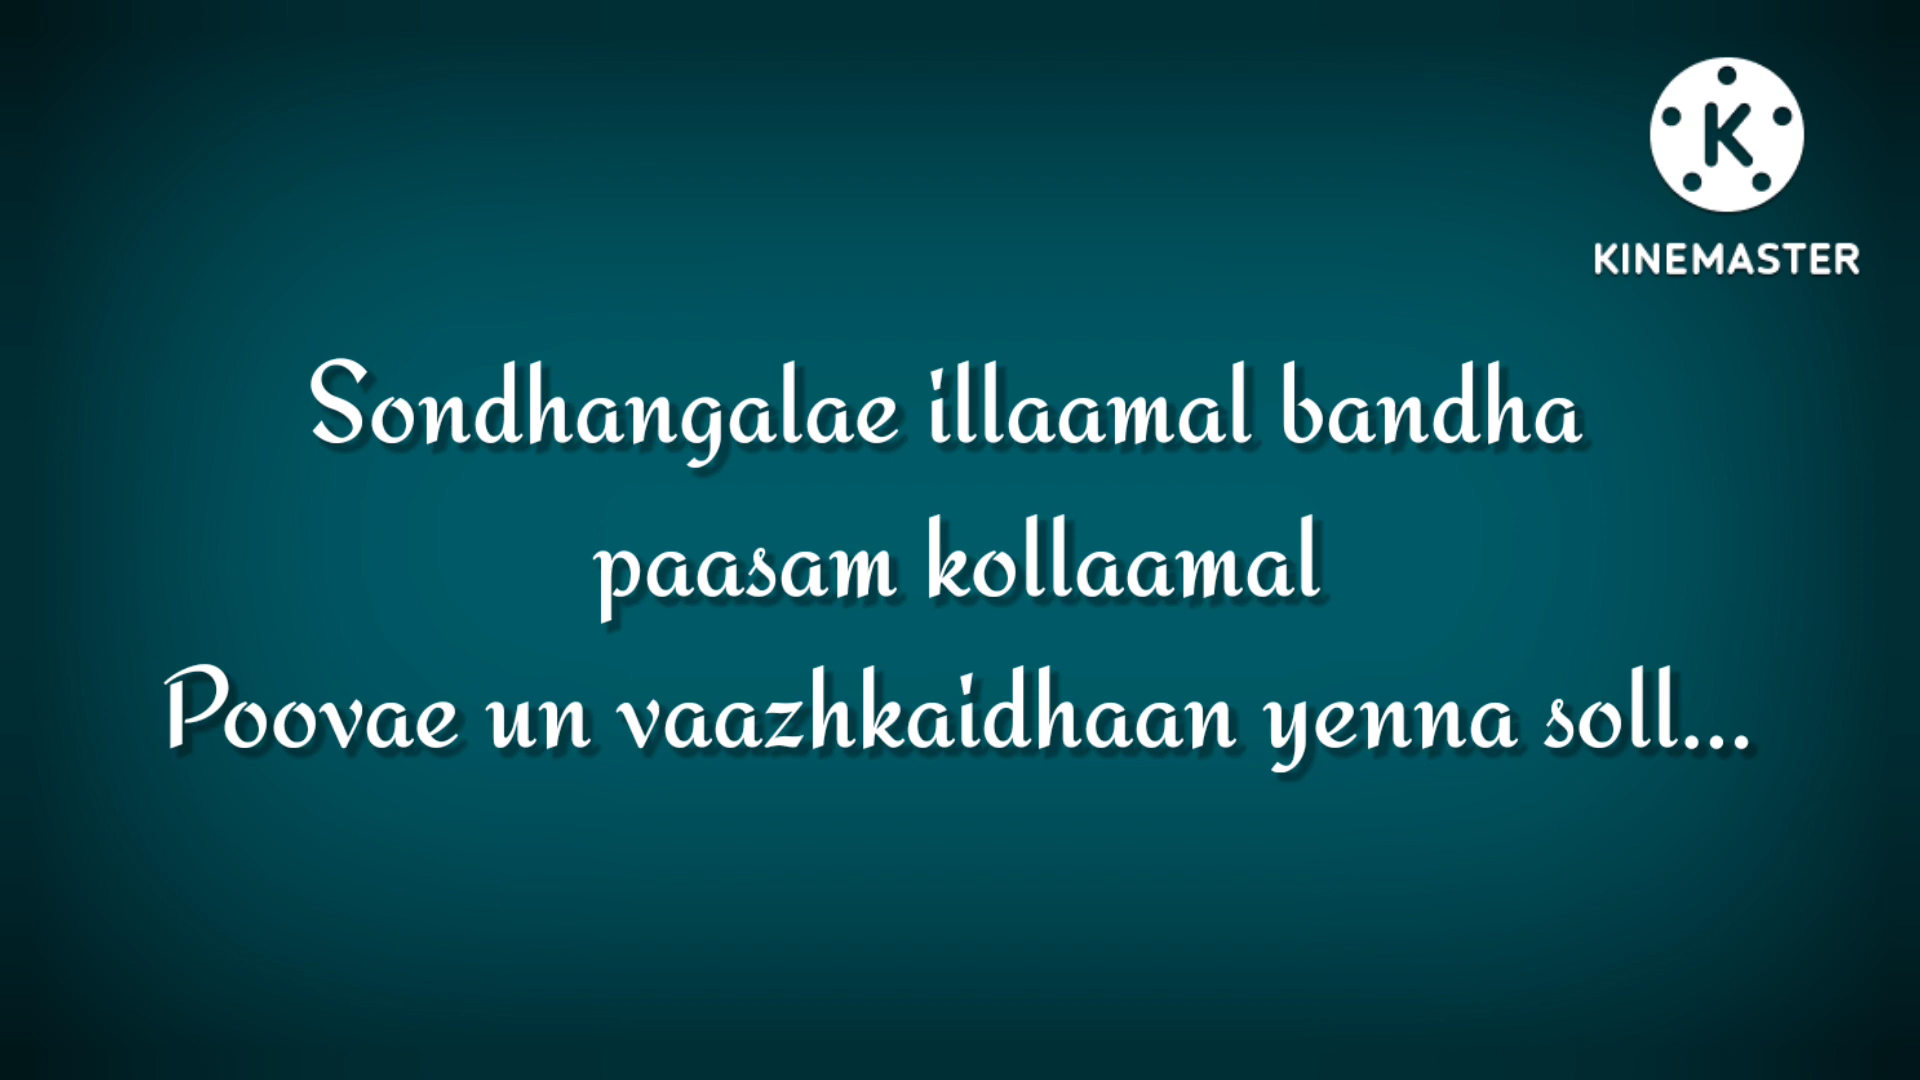 K
KINEMASTER
Sondhangalae illaamal bandha
paasam kollaamal
Poovae un vaazhkaidhaan yenna soll...